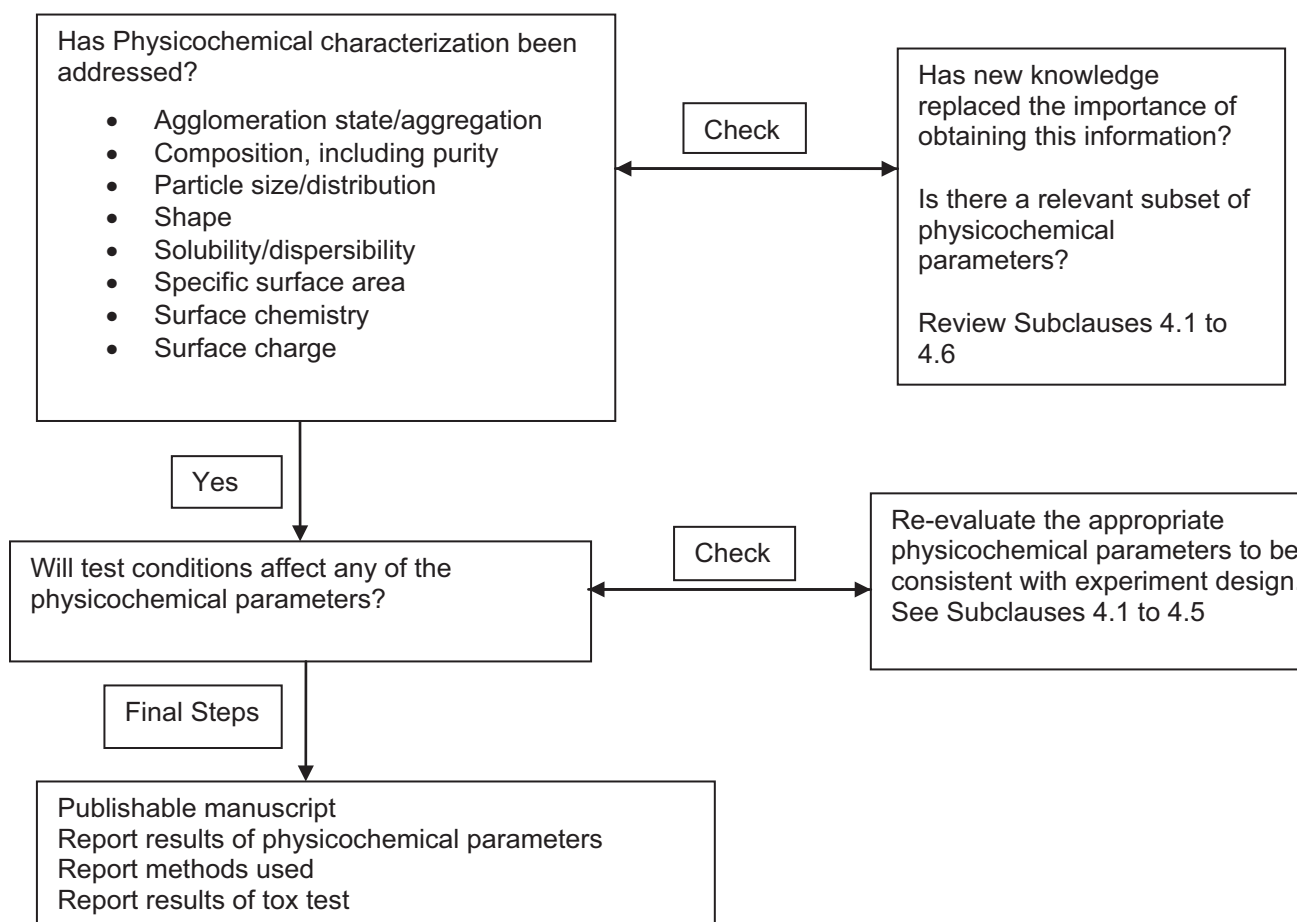 Has Physicochemical characterization been
addressed?
• Agglomeration state/aggregation
• Composition, including purity
• Particle size/distribution
• Shape
• Solubility/dispersibility
• Specific surface area
• Surface chemistry
• Surface charge
Check
Has new knowledge
replaced the importance of
obtaining this information?
Is there a relevant subset of
physicochemical
parameters?
Review Subclauses 4.1 to
4.6
Yes
Will test conditions affect any of the
physicochemical parameters?
Check
Re-evaluate the appropriate
physicochemical parameters to be
consistent with experiment design.
See Subclauses 4.1 to 4.5
Final Steps
Publishable manuscript
Report results of physicochemical parameters
Report methods used
Report results of tox test